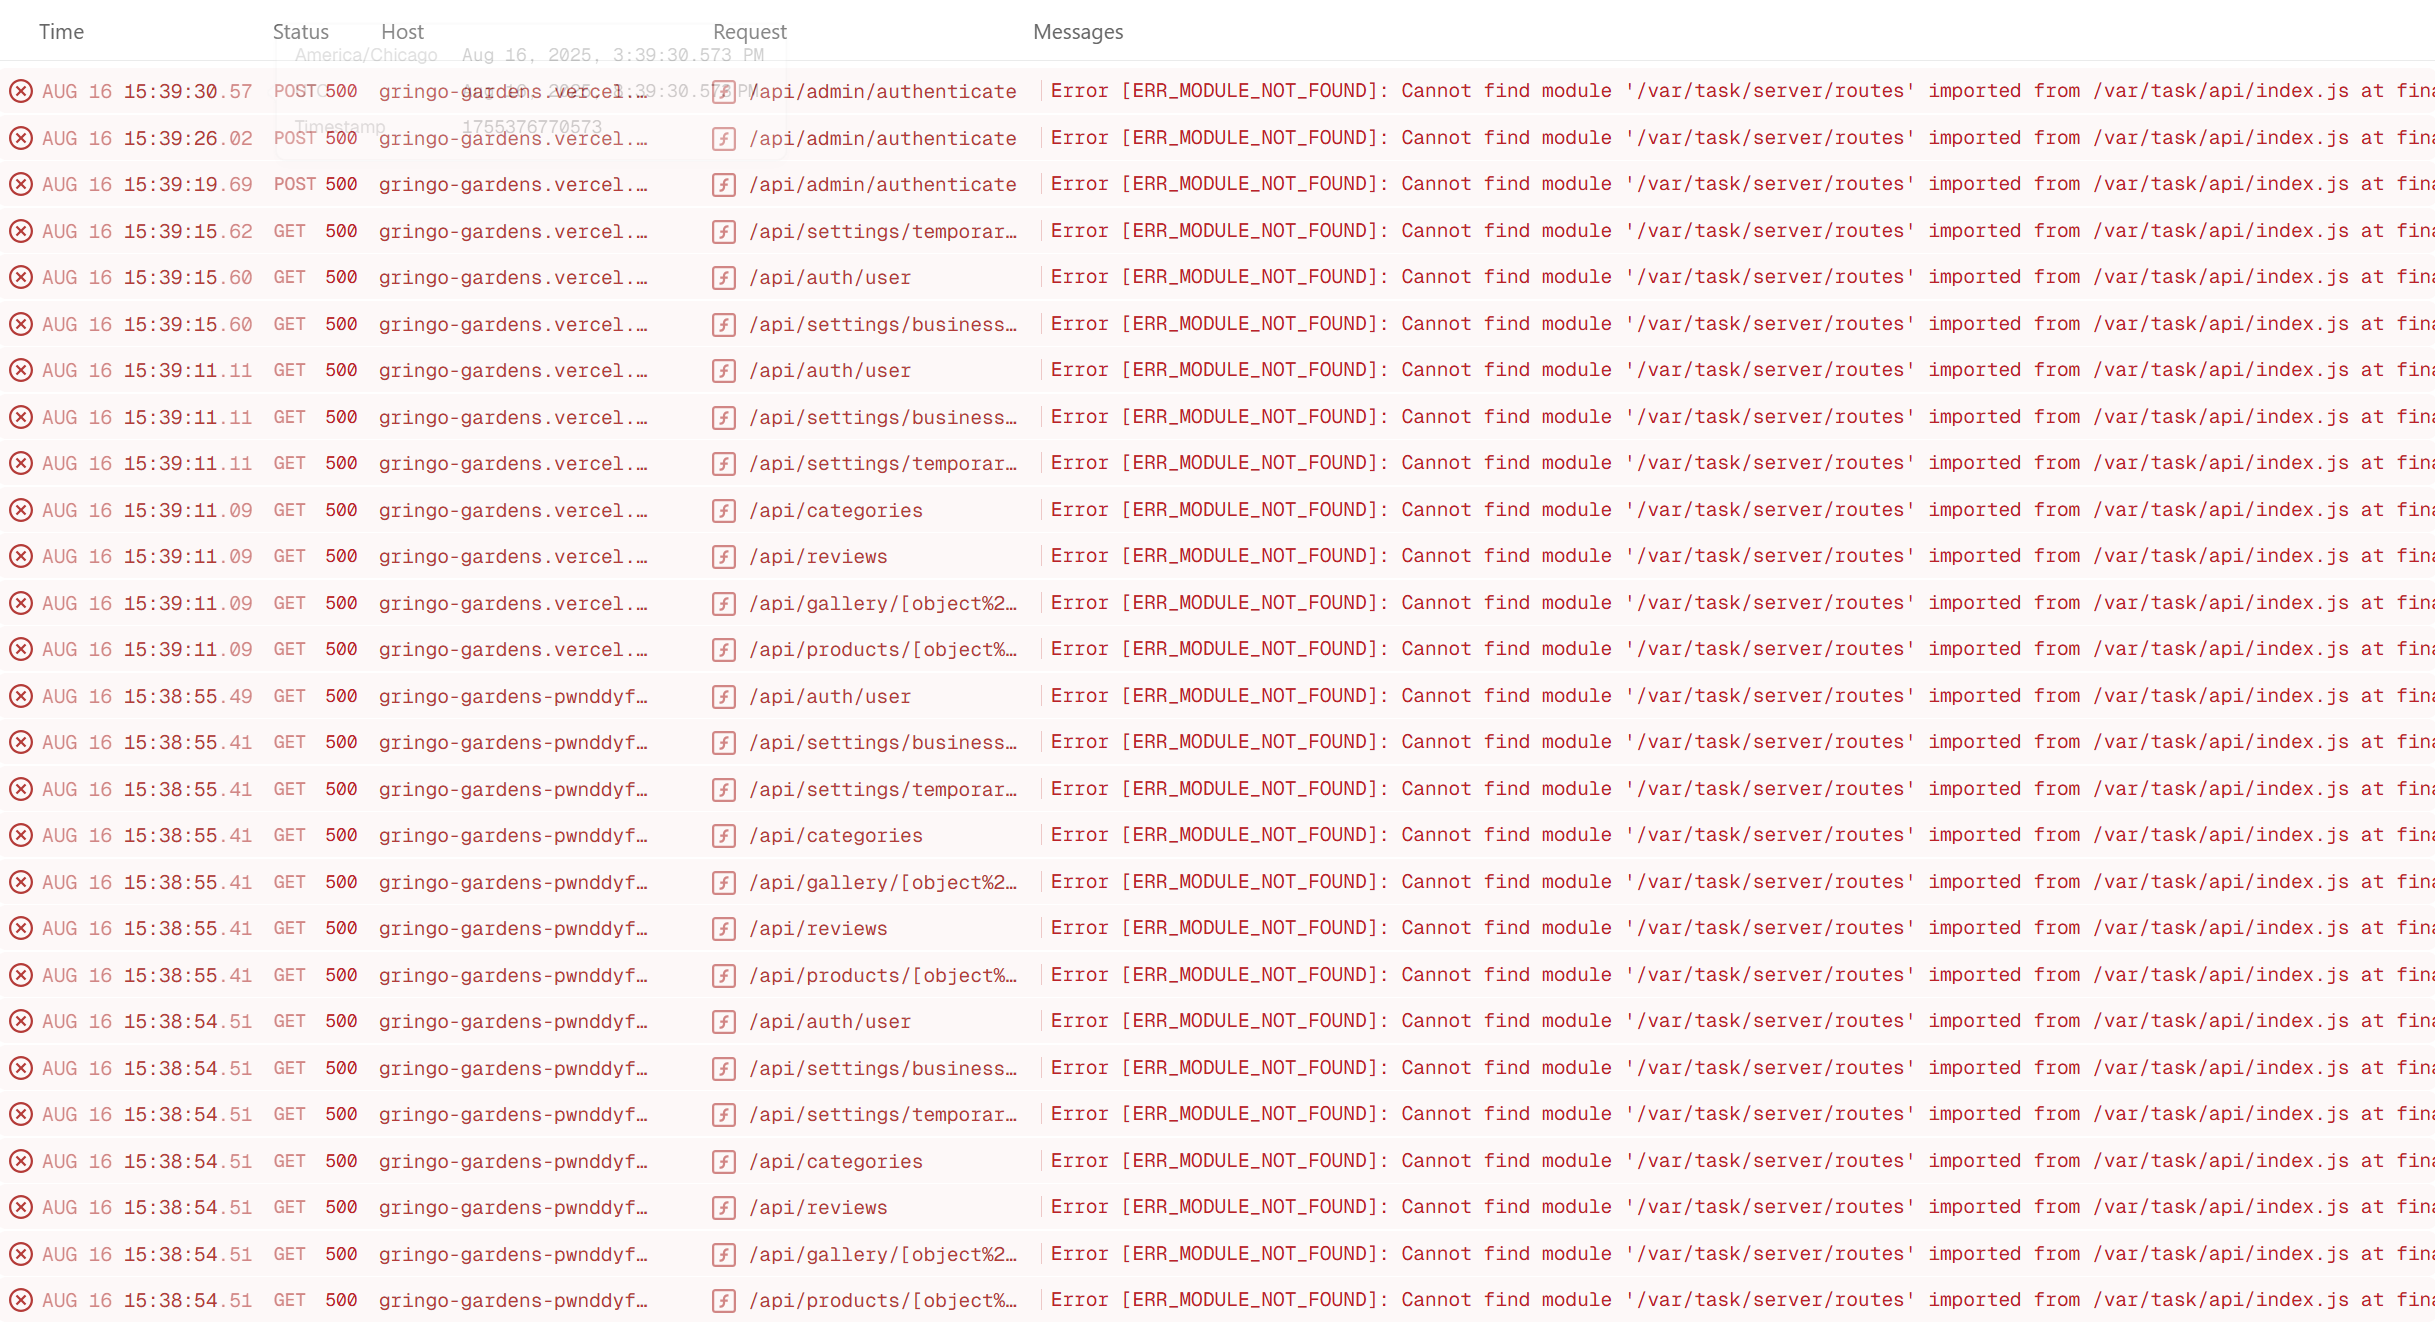 Time Status Host Request Messages
America/Chicago Aug 16, 2025, 3:39:30.573 PM
AUG 16 15:39:30.57 POST 500 gringo-gardens.vercel.… /api/admin/authenticate Error [ERR_MODULE_NOT_FOUND]: Cannot find module '/var/task/server/routes' imported from /var/task/api/index.js at fina
Timestamp 1755376770573
AUG 16 15:39:26.02 POST 500 gringo-gardens.vercel.… /api/admin/authenticate Error [ERR_MODULE_NOT_FOUND]: Cannot find module '/var/task/server/routes' imported from /var/task/api/index.js at fina
AUG 16 15:39:19.69 POST 500 gringo-gardens.vercel.… /api/admin/authenticate Error [ERR_MODULE_NOT_FOUND]: Cannot find module '/var/task/server/routes' imported from /var/task/api/index.js at fina
AUG 16 15:39:15.62 GET 500 gringo-gardens.vercel.… /api/settings/temporar… Error [ERR_MODULE_NOT_FOUND]: Cannot find module '/var/task/server/routes' imported from /var/task/api/index.js at fina
AUG 16 15:39:15.60 GET 500 gringo-gardens.vercel.… /api/auth/user Error [ERR_MODULE_NOT_FOUND]: Cannot find module '/var/task/server/routes' imported from /var/task/api/index.js at fina
AUG 16 15:39:15.60 GET 500 gringo-gardens.vercel.… /api/settings/business… Error [ERR_MODULE_NOT_FOUND]: Cannot find module '/var/task/server/routes' imported from /var/task/api/index.js at fina
AUG 16 15:39:11.11 GET 500 gringo-gardens.vercel.… /api/auth/user Error [ERR_MODULE_NOT_FOUND]: Cannot find module '/var/task/server/routes' imported from /var/task/api/index.js at fina
AUG 16 15:39:11.11 GET 500 gringo-gardens.vercel.… /api/settings/business… Error [ERR_MODULE_NOT_FOUND]: Cannot find module '/var/task/server/routes' imported from /var/task/api/index.js at fina
AUG 16 15:39:11.11 GET 500 gringo-gardens.vercel.… /api/settings/temporar… Error [ERR_MODULE_NOT_FOUND]: Cannot find module '/var/task/server/routes' imported from /var/task/api/index.js at fina
AUG 16 15:39:11.09 GET 500 gringo-gardens.vercel.… /api/categories Error [ERR_MODULE_NOT_FOUND]: Cannot find module '/var/task/server/routes' imported from /var/task/api/index.js at fina
AUG 16 15:39:11.09 GET 500 gringo-gardens.vercel.… /api/reviews Error [ERR_MODULE_NOT_FOUND]: Cannot find module '/var/task/server/routes' imported from /var/task/api/index.js at fina
AUG 16 15:39:11.09 GET 500 gringo-gardens.vercel.… /api/gallery/[object%2… Error [ERR_MODULE_NOT_FOUND]: Cannot find module '/var/task/server/routes' imported from /var/task/api/index.js at fina
AUG 16 15:39:11.09 GET 500 gringo-gardens.vercel.… /api/products/[object%… Error [ERR_MODULE_NOT_FOUND]: Cannot find module '/var/task/server/routes' imported from /var/task/api/index.js at fina
AUG 16 15:38:55.49 GET 500 gringo-gardens-pwnddyf… /api/auth/user Error [ERR_MODULE_NOT_FOUND]: Cannot find module '/var/task/server/routes' imported from /var/task/api/index.js at fina
AUG 16 15:38:55.41 GET 500 gringo-gardens-pwnddyf… /api/settings/business… Error [ERR_MODULE_NOT_FOUND]: Cannot find module '/var/task/server/routes' imported from /var/task/api/index.js at fina
AUG 16 15:38:55.41 GET 500 gringo-gardens-pwnddyf… /api/settings/temporar… Error [ERR_MODULE_NOT_FOUND]: Cannot find module '/var/task/server/routes' imported from /var/task/api/index.js at fina
AUG 16 15:38:55.41 GET 500 gringo-gardens-pwnddyf… /api/categories Error [ERR_MODULE_NOT_FOUND]: Cannot find module '/var/task/server/routes' imported from /var/task/api/index.js at fina
AUG 16 15:38:55.41 GET 500 gringo-gardens-pwnddyf… /api/gallery/[object%2… Error [ERR_MODULE_NOT_FOUND]: Cannot find module '/var/task/server/routes' imported from /var/task/api/index.js at fina
AUG 16 15:38:55.41 GET 500 gringo-gardens-pwnddyf… /api/reviews Error [ERR_MODULE_NOT_FOUND]: Cannot find module '/var/task/server/routes' imported from /var/task/api/index.js at fina
AUG 16 15:38:55.41 GET 500 gringo-gardens-pwnddyf… /api/products/[object%… Error [ERR_MODULE_NOT_FOUND]: Cannot find module '/var/task/server/routes' imported from /var/task/api/index.js at fina
AUG 16 15:38:54.51 GET 500 gringo-gardens-pwnddyf… /api/auth/user Error [ERR_MODULE_NOT_FOUND]: Cannot find module '/var/task/server/routes' imported from /var/task/api/index.js at fina
AUG 16 15:38:54.51 GET 500 gringo-gardens-pwnddyf… /api/settings/business… Error [ERR_MODULE_NOT_FOUND]: Cannot find module '/var/task/server/routes' imported from /var/task/api/index.js at fina
AUG 16 15:38:54.51 GET 500 gringo-gardens-pwnddyf… /api/settings/temporar… Error [ERR_MODULE_NOT_FOUND]: Cannot find module '/var/task/server/routes' imported from /var/task/api/index.js at fina
AUG 16 15:38:54.51 GET 500 gringo-gardens-pwnddyf… /api/categories Error [ERR_MODULE_NOT_FOUND]: Cannot find module '/var/task/server/routes' imported from /var/task/api/index.js at fina
AUG 16 15:38:54.51 GET 500 gringo-gardens-pwnddyf… /api/reviews Error [ERR_MODULE_NOT_FOUND]: Cannot find module '/var/task/server/routes' imported from /var/task/api/index.js at fina
AUG 16 15:38:54.51 GET 500 gringo-gardens-pwnddyf… /api/gallery/[object%2… Error [ERR_MODULE_NOT_FOUND]: Cannot find module '/var/task/server/routes' imported from /var/task/api/index.js at fina
AUG 16 15:38:54.51 GET 500 gringo-gardens-pwnddyf… /api/products/[object%… Error [ERR_MODULE_NOT_FOUND]: Cannot find module '/var/task/server/routes' imported from /var/task/api/index.js at fina